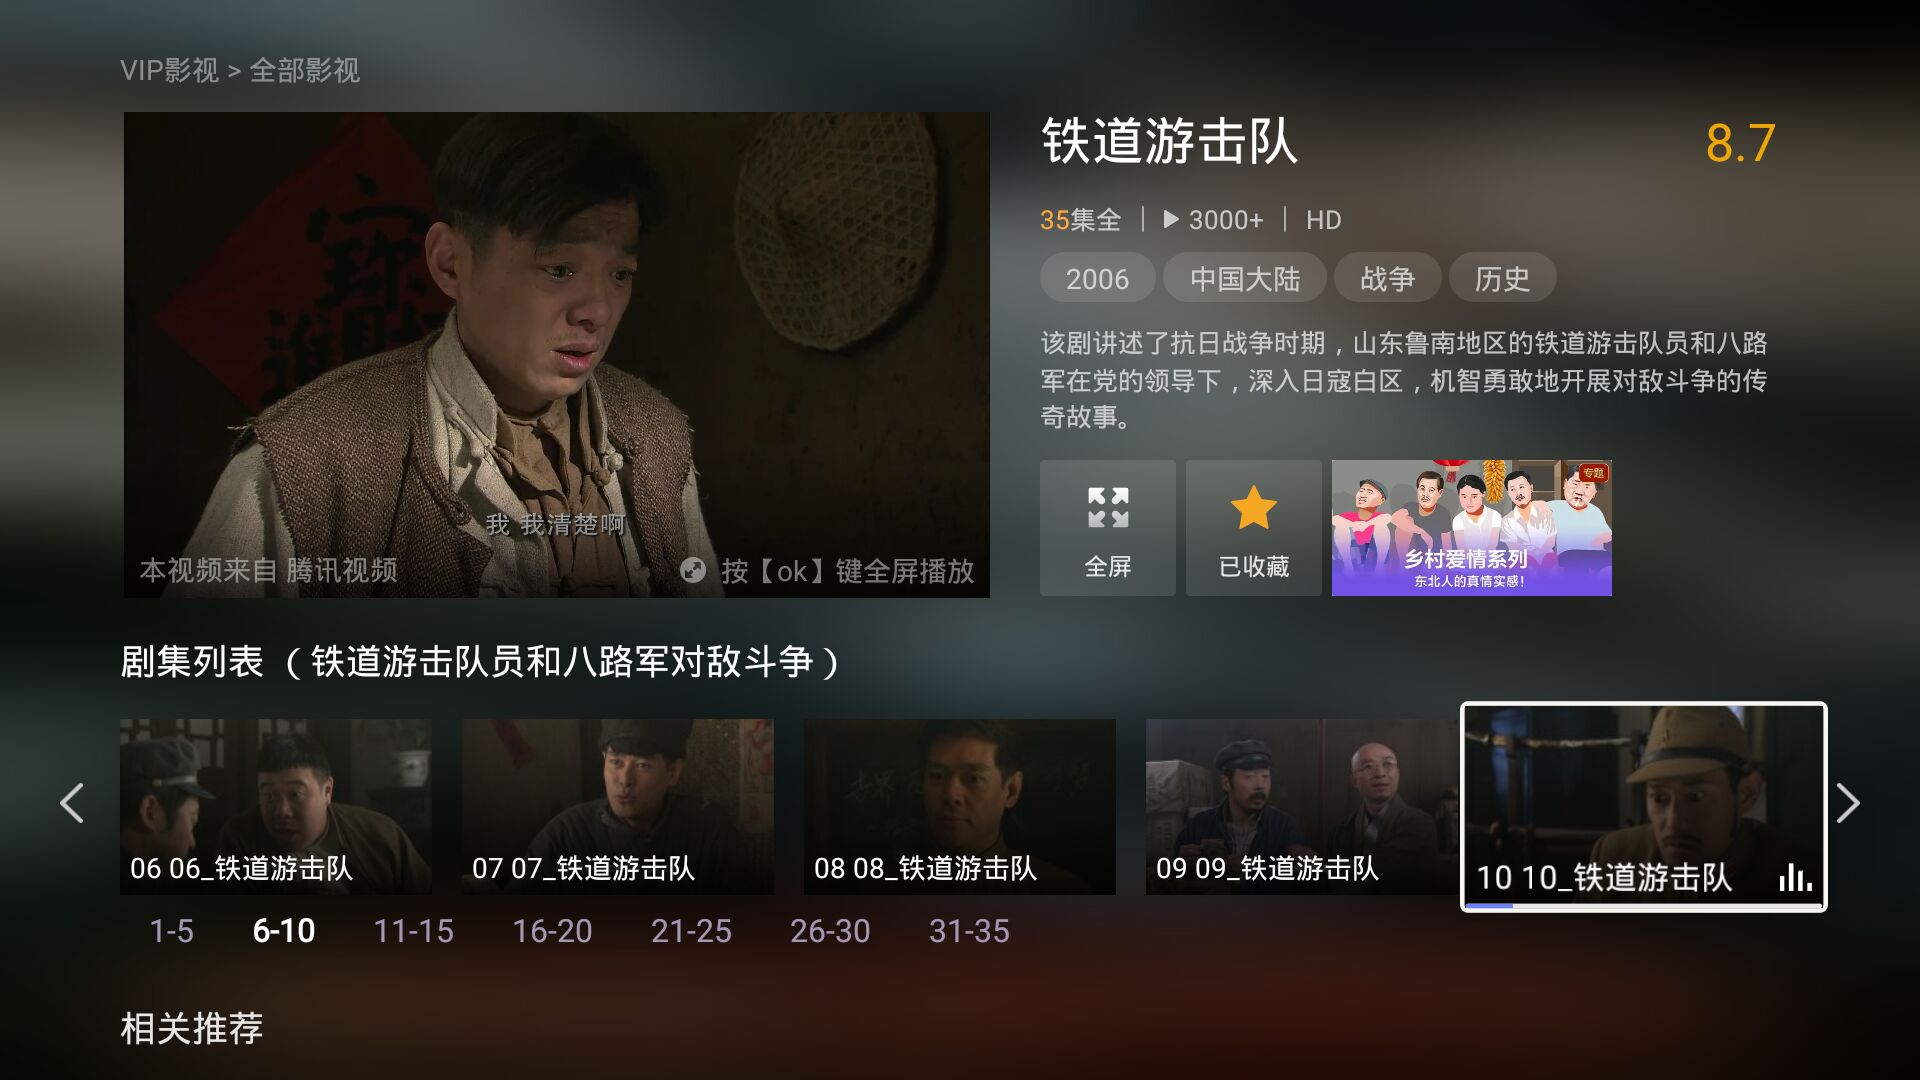 VIP影视 > 全部影视
铁道游击队
8.7
35集全 | 3000+ | HD
2006 中国大陆 战争 历史
该剧讲述了抗日战争时期，山东鲁南地区的铁道游击队员和八路
军在党的领导下，深入日寇白区，机智勇敢地开展对敌斗争的传
奇故事。
我 我清楚啊
本视频来自 腾讯视频
按【ok】键全屏播放
全屏
已收藏
专题
乡村爱情系列
东北人的真情实感！
剧集列表 （铁道游击队员和八路军对敌斗争）
06 06_铁道游击队
07 07_铁道游击队
08 08_铁道游击队
09 09_铁道游击队
10 10_铁道游击队
1-5 6-10 11-15 16-20 21-25 26-30 31-35
相关推荐